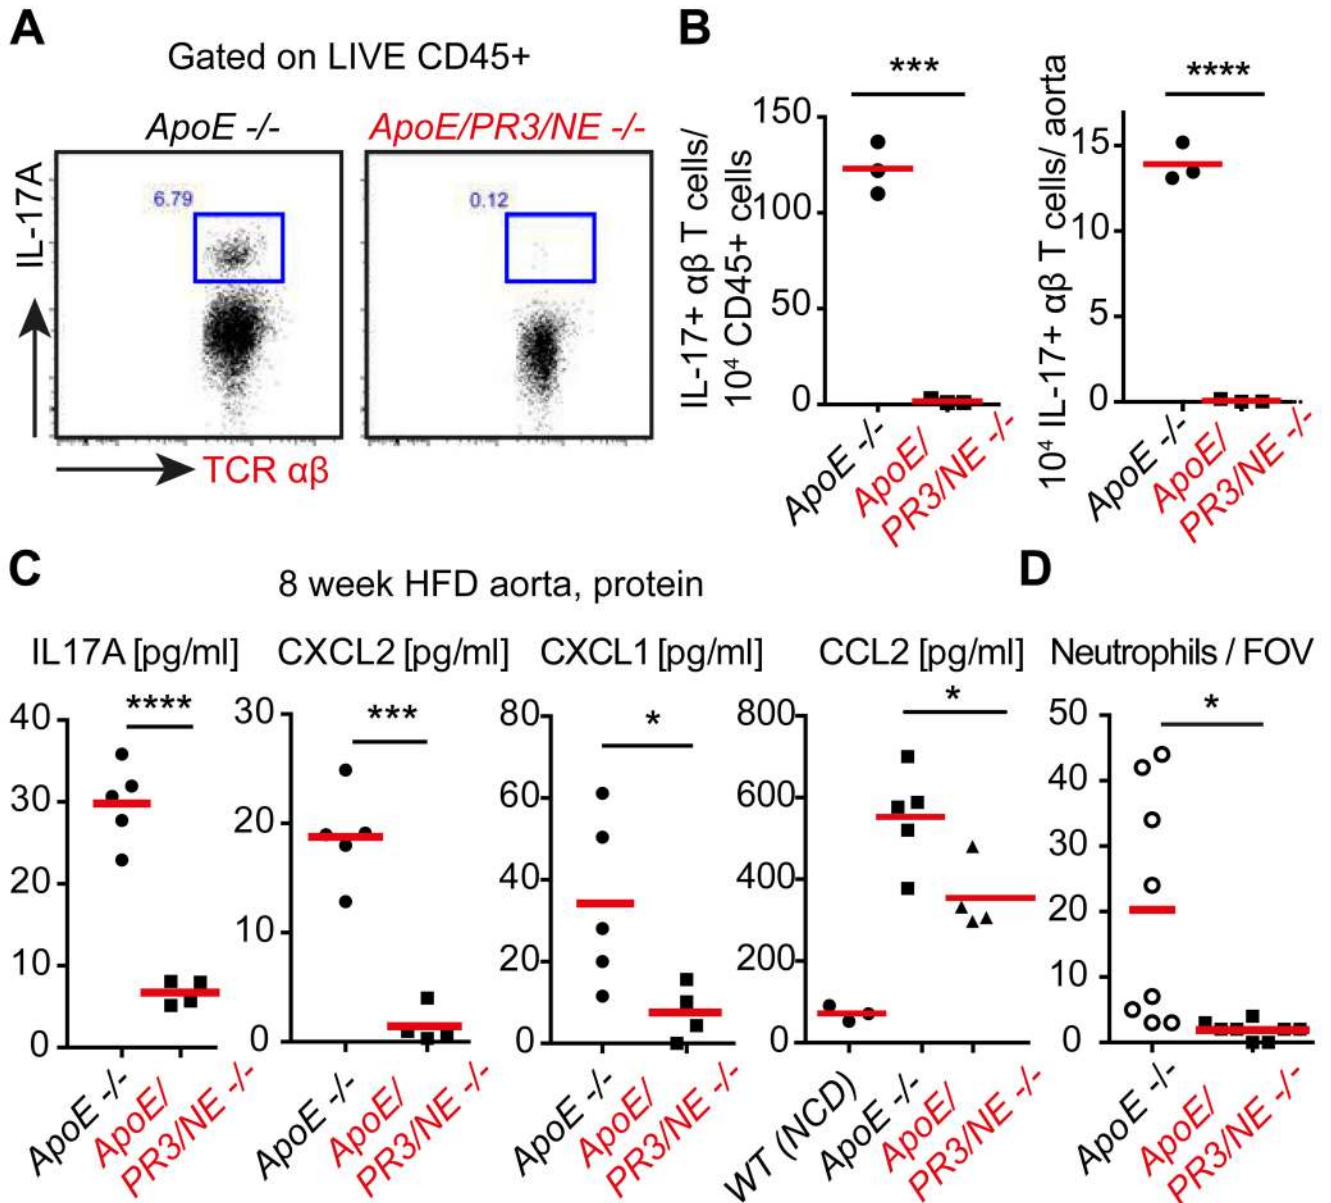 A
Gated on LIVE CD45+
ApoE -/-
ApoE/PR3/NE -/-
IL-17A
6.79
0.12
TCR αβ
B
IL-17+ αβ T cells/
10⁴ CD45+ cells
***
150
100
50
0
ApoE -/-
ApoE/
PR3/NE -/-
10⁴ IL-17+ αβ T cells/ aorta
****
15
10
5
0
ApoE -/-
ApoE/
PR3/NE -/-
C
8 week HFD aorta, protein
IL17A [pg/ml]
****
40
30
20
10
0
ApoE -/-
ApoE/
PR3/NE -/-
CXCL2 [pg/ml]
***
30
20
10
0
ApoE -/-
ApoE/
PR3/NE -/-
CXCL1 [pg/ml]
*
80
60
40
20
0
ApoE -/-
ApoE/
PR3/NE -/-
CCL2 [pg/ml]
*
800
600
400
200
0
WT (NCD)
ApoE -/-
ApoE/
PR3/NE -/-
D
Neutrophils / FOV
*
50
40
30
20
10
0
ApoE -/-
ApoE/
PR3/NE -/-